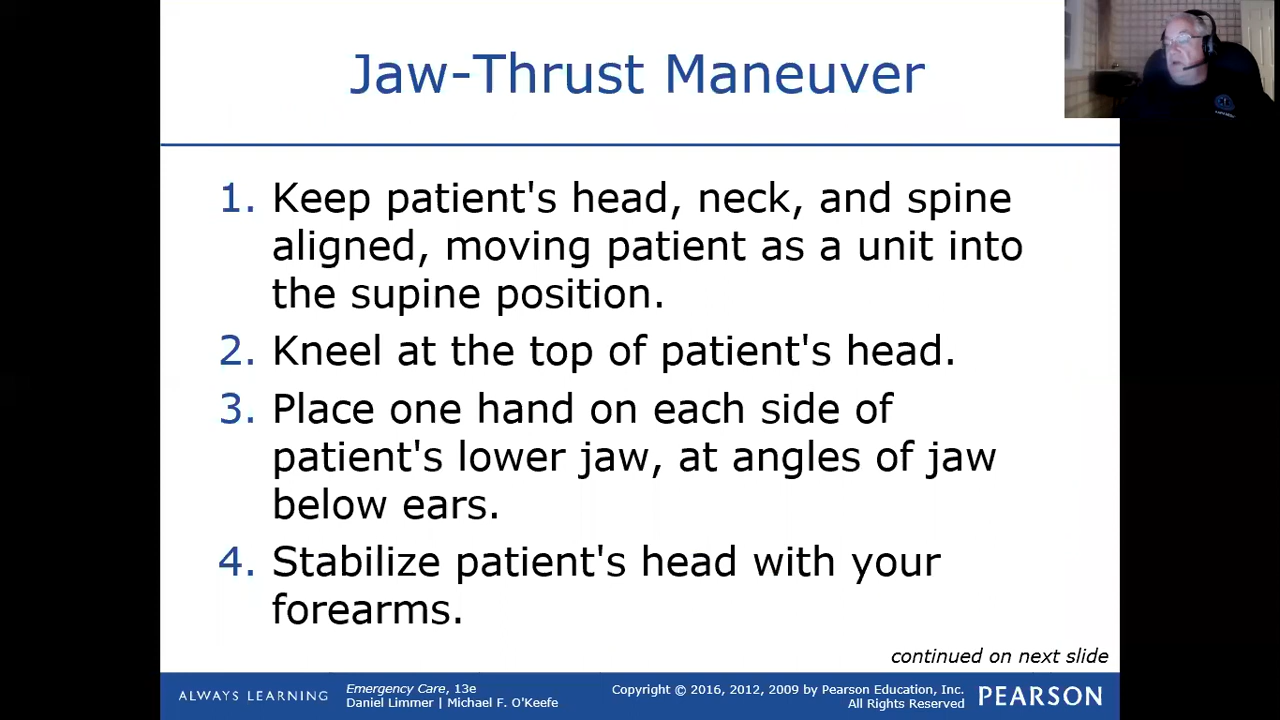 Jaw-Thrust Maneuver
1. Keep patient's head, neck, and spine
aligned, moving patient as a unit into
the supine position.
2. Kneel at the top of patient's head.
3. Place one hand on each side of
patient's lower jaw, at angles of jaw
below ears.
4. Stabilize patient's head with your
forearms.
continued on next slide
ALWAYS LEARNING
Emergency Care, 13e
Daniel Limmer | Michael F. O'Keefe
Copyright © 2016, 2012, 2009 by Pearson Education, Inc.
All Rights Reserved
PEARSON